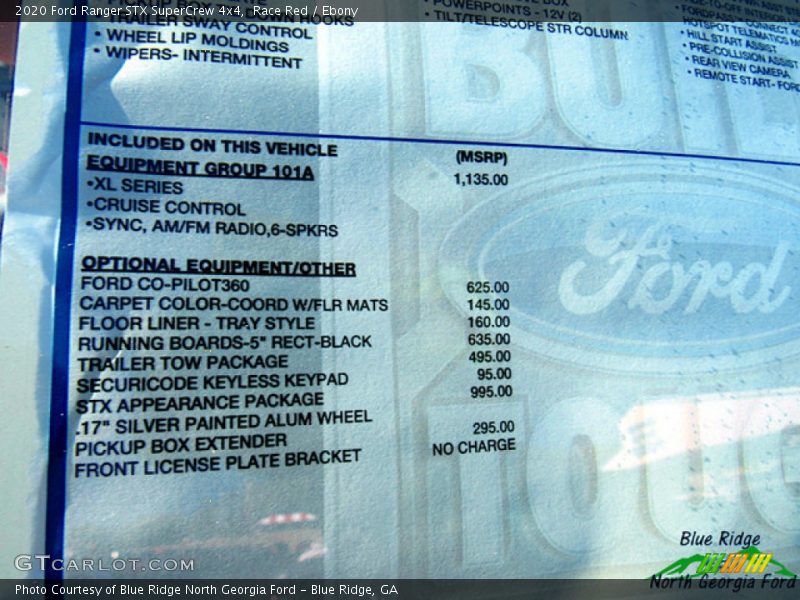 2020 Ford Ranger STX SuperCrew 4x4, , Race Red / Ebony
TRAILER SWAY CONTROL
• WHEEL LIP MOLDINGS
• WIPERS- INTERMITTENT
POWERPOINTS - 12V (2)
• TILT/TELESCOPE STR COLUMN
• HILL START ASSIST
• PRE-COLLISION ASSIST
• REAR VIEW CAMERA
• REMOTE START- FORD
INCLUDED ON THIS VEHICLE (MSRP)
EQUIPMENT GROUP 101A 1,135.00
•XL SERIES
•CRUISE CONTROL
•SYNC, AM/FM RADIO,6-SPKRS
OPTIONAL EQUIPMENT/OTHER
FORD CO-PILOT360 625.00
CARPET COLOR-COORD W/FLR MATS 145.00
FLOOR LINER - TRAY STYLE 160.00
RUNNING BOARDS-5" RECT-BLACK 635.00
TRAILER TOW PACKAGE 495.00
SECURICODE KEYLESS KEYPAD 95.00
STX APPEARANCE PACKAGE 995.00
.17" SILVER PAINTED ALUM WHEEL
PICKUP BOX EXTENDER 295.00
FRONT LICENSE PLATE BRACKET NO CHARGE
Ford
GTCARLOT.COM
Blue Ridge
North Georgia Ford
Photo Courtesy of Blue Ridge North Georgia Ford – Blue Ridge, GA